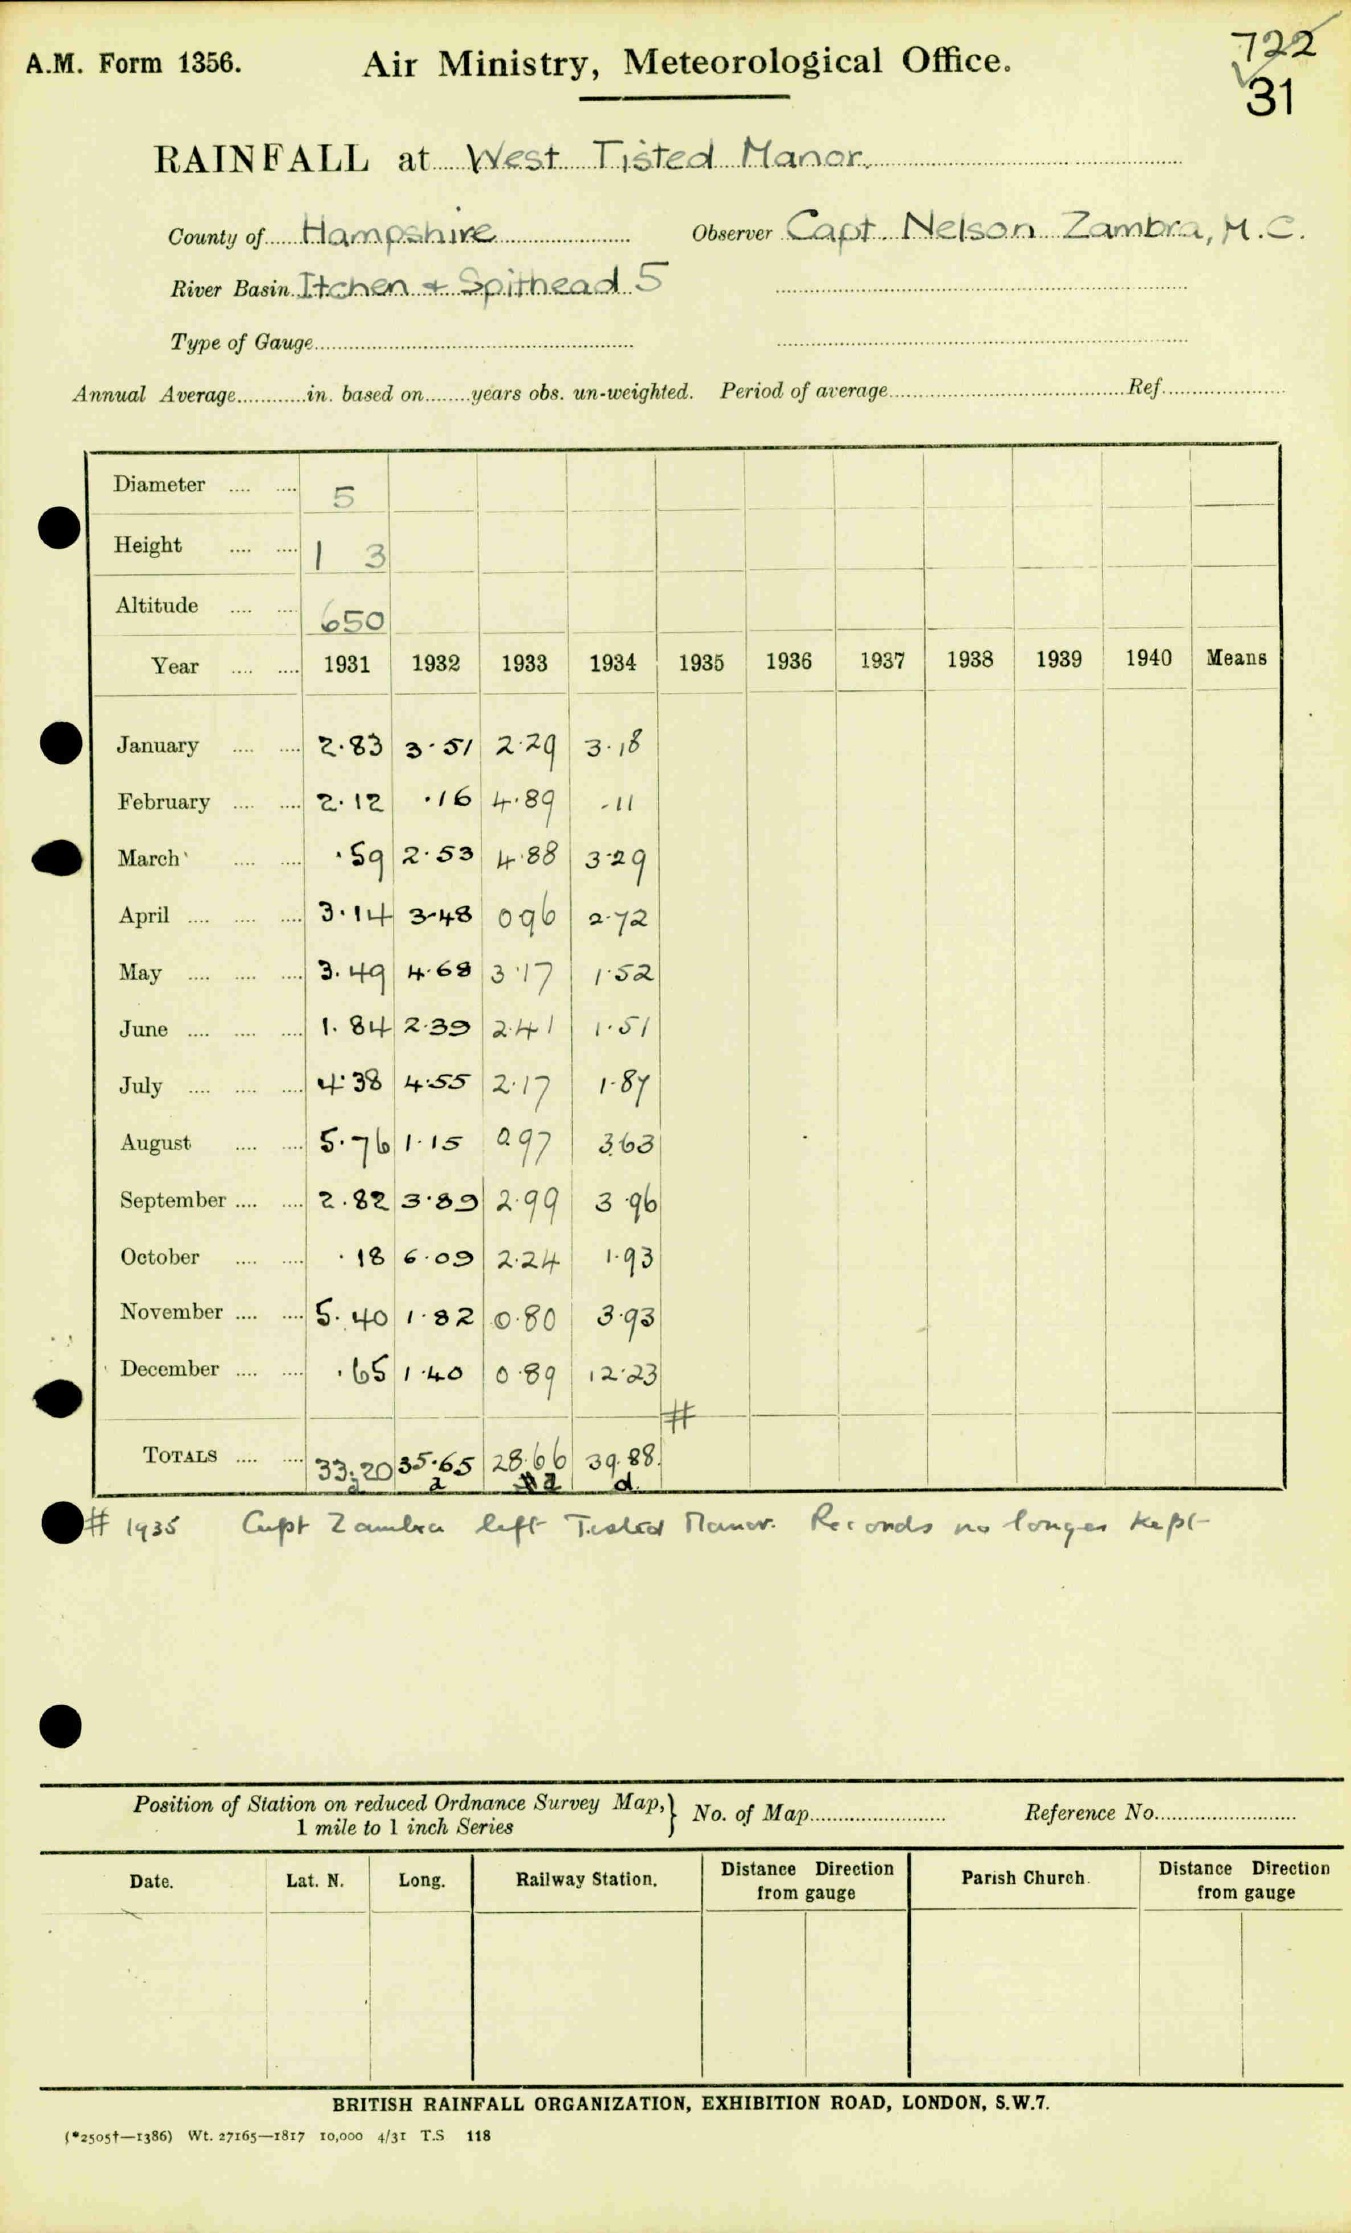 A.M. Form 1356. Air Ministry, Meteorological Office. 722
31
RAINFALL at West Tisted Manor.
County of Hampshire Observer Capt. Nelson Zambra, M.C.
River Basin Itchen & Spithead 5
Type of Gauge
Annual Average in. based on years obs. un-weighted. Period of average Ref.
Diameter 5
Height 1 3
Altitude 650
Year 1931 1932 1933 1934 1935 1936 1937 1938 1939 1940 Means
January 2.83 3.51 2.29 3.18
February 2.12 .16 4.89 .11
March .59 2.53 4.88 3.29
April 3.14 3.48 0.96 2.72
May 3.49 4.68 3.17 1.52
June 1.84 2.39 2.41 1.51
July 4.38 4.55 2.17 1.87
August 5.76 1.15 0.97 3.63
September 2.82 3.89 2.99 3.96
October .18 6.09 2.24 1.93
November 5.40 1.82 0.80 3.93
December .65 1.40 0.89 12.23
#
TOTALS 33.20 35.65 28.66 39.88
a a a d
# 1935 Capt Zambra left Tisted Manor. Records no longer kept
Position of Station on reduced Ordnance Survey Map, } No. of Map Reference No.
1 mile to 1 inch Series
Date. Lat. N. Long. Railway Station. Distance Direction from gauge Parish Church. Distance Direction from gauge
BRITISH RAINFALL ORGANIZATION, EXHIBITION ROAD, LONDON, S.W.7.
(*2505†—1386) Wt. 27165—1817 10,000 4/31 T.S 118